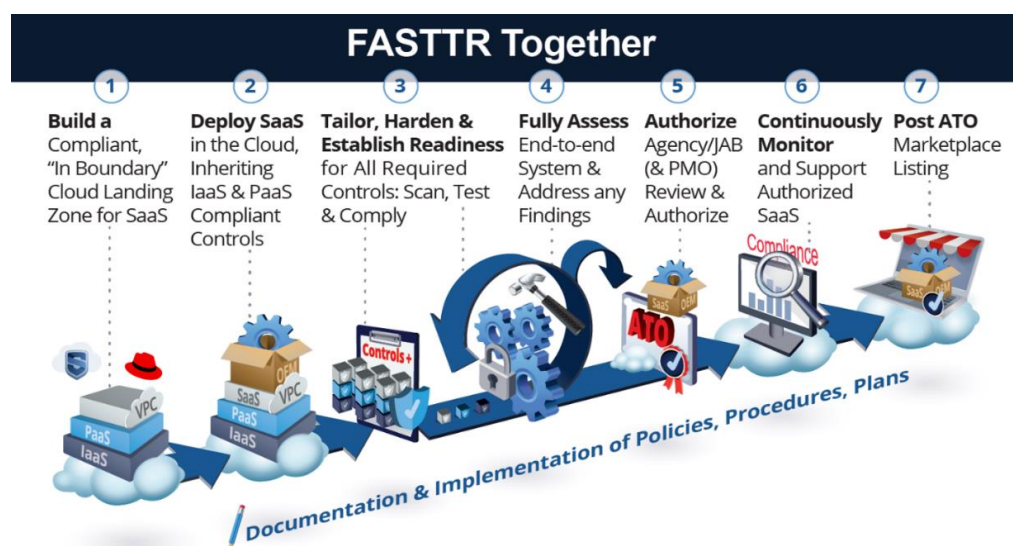 FASTTR Together
1
2
3
4
5
6
7
Build a
Compliant,
“In Boundary”
Cloud Landing
Zone for SaaS
Deploy SaaS
in the Cloud,
Inheriting
IaaS & PaaS
Compliant
Controls
Tailor, Harden &
Establish Readiness
for All Required
Controls: Scan, Test
& Comply
Fully Assess
End-to-end
System &
Address any
Findings
Authorize
Agency/JAB
(& PMO)
Review &
Authorize
Continuously
Monitor
and Support
Authorized
SaaS
Post ATO
Marketplace
Listing
VPC
PaaS
IaaS
OEM
SaaS
VPC
PaaS
IaaS
Controls+
SaaS
OEM
ATO
Compliance
SaaS
OEM
Documentation & Implementation of Policies, Procedures, Plans